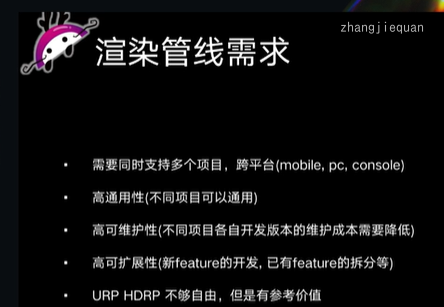 zhangjiequan
渲染管线需求
• 需要同时支持多个项目，跨平台(mobile, pc, console)
• 高通用性(不同项目可以通用)
• 高可维护性(不同项目各自开发版本的维护成本需要降低)
• 高可扩展性(新feature的开发, 已有feature的拆分等)
• URP HDRP 不够自由，但是有参考价值